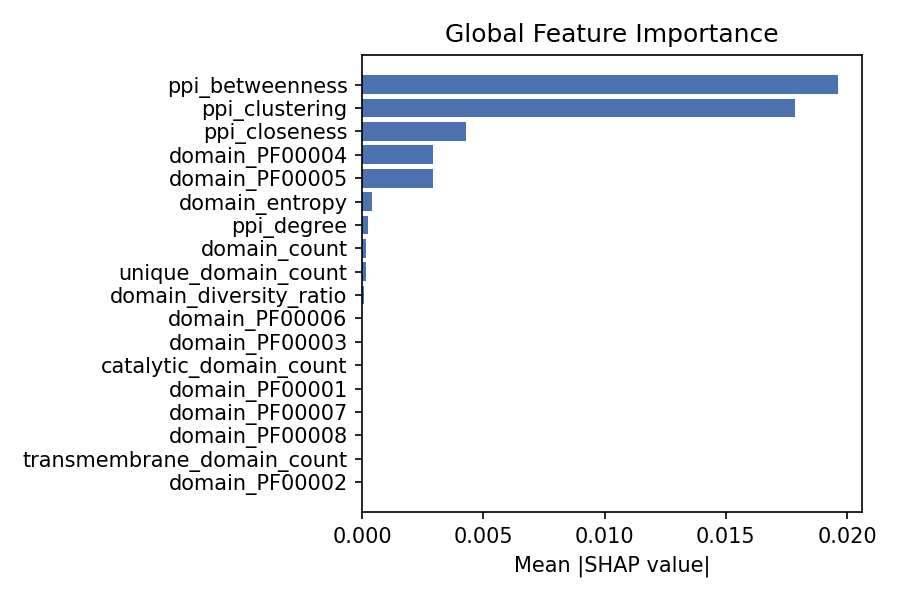 Global Feature Importance
ppi_betweenness
ppi_clustering
ppi_closeness
domain_PF00004
domain_PF00005
domain_entropy
ppi_degree
domain_count
unique_domain_count
domain_diversity_ratio
domain_PF00006
domain_PF00003
catalytic_domain_count
domain_PF00001
domain_PF00007
domain_PF00008
transmembrane_domain_count
domain_PF00002
0.000 0.005 0.010 0.015 0.020
Mean |SHAP value|